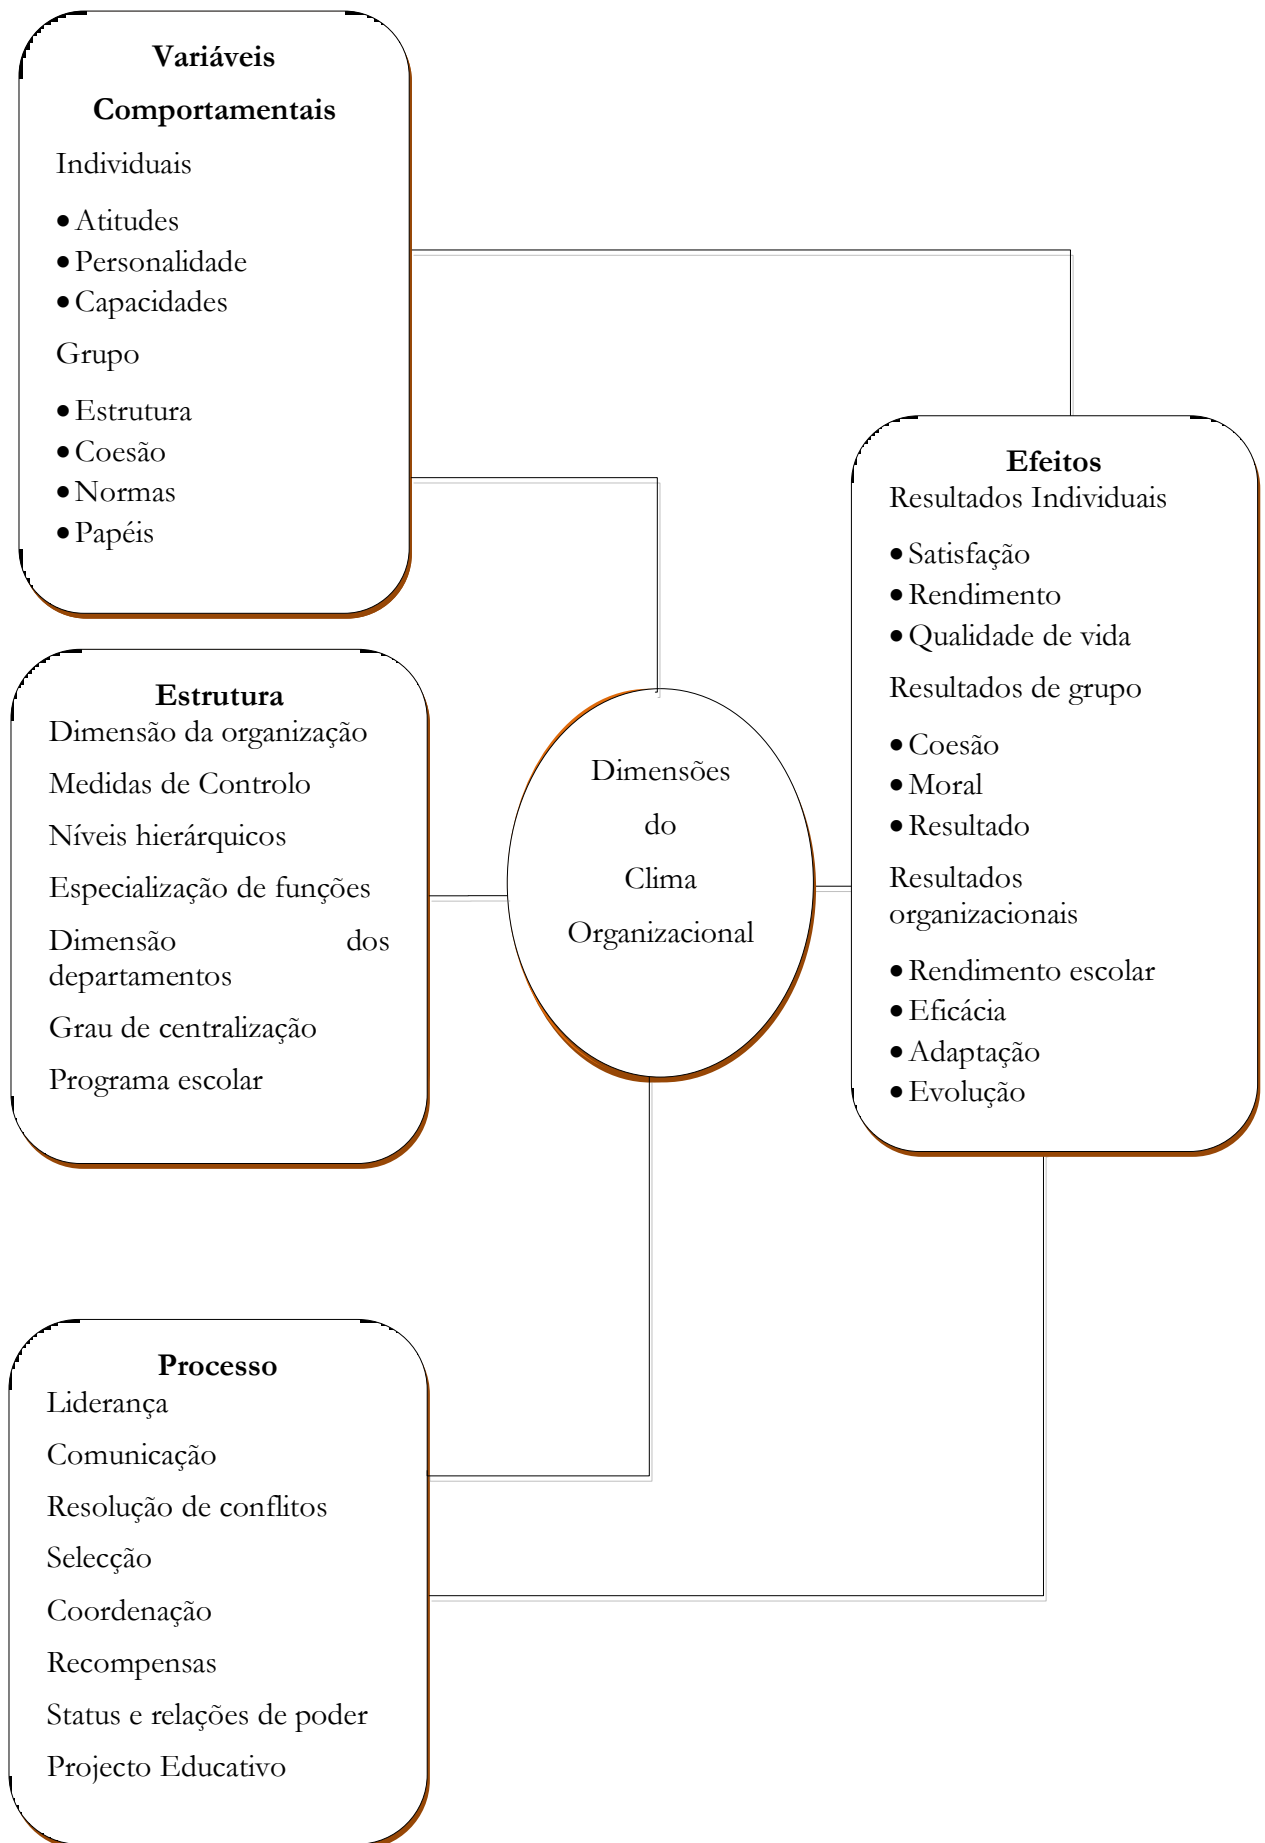 Variáveis
Comportamentais
Individuais
• Atitudes
• Personalidade
• Capacidades
Grupo
• Estrutura
• Coesão
• Normas
• Papéis
Estrutura
Dimensão da organização
Medidas de Controlo
Níveis hierárquicos
Especialização de funções
Dimensão dos
departamentos
Grau de centralização
Programa escolar
Processo
Liderança
Comunicação
Resolução de conflitos
Selecção
Coordenação
Recompensas
Status e relações de poder
Projecto Educativo
Dimensões
do
Clima
Organizacional
Efeitos
Resultados Individuais
• Satisfação
• Rendimento
• Qualidade de vida
Resultados de grupo
• Coesão
• Moral
• Resultado
Resultados
organizacionais
• Rendimento escolar
• Eficácia
• Adaptação
• Evolução